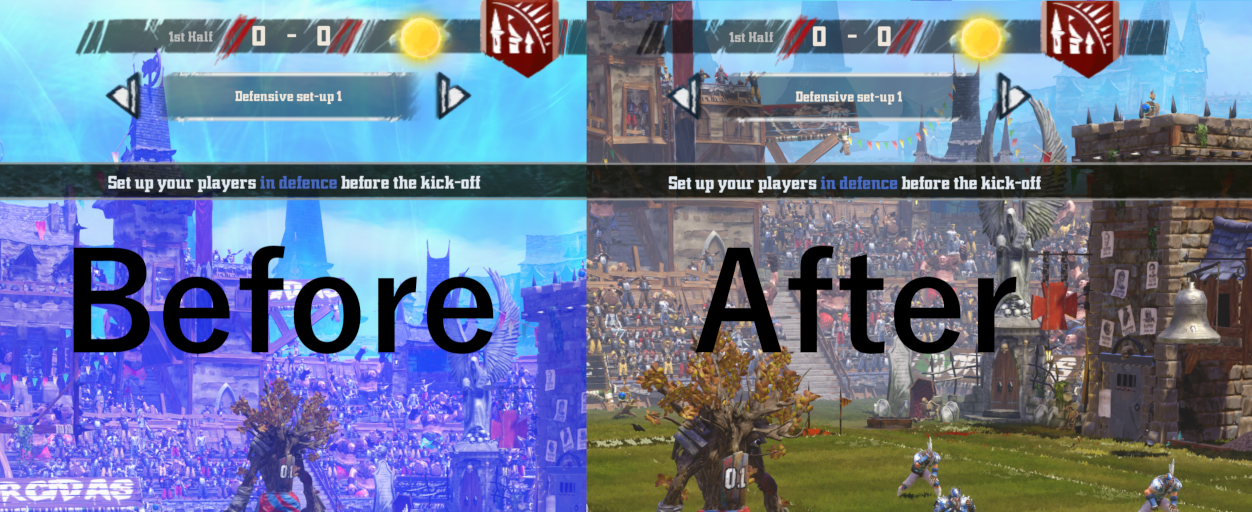 1st Half 0 - 0
Defensive set-up 1
Set up your players in defence before the kick-off
Before
01
1st Half 0 - 0
Defensive set-up 1
Set up your players in defence before the kick-off
After
01